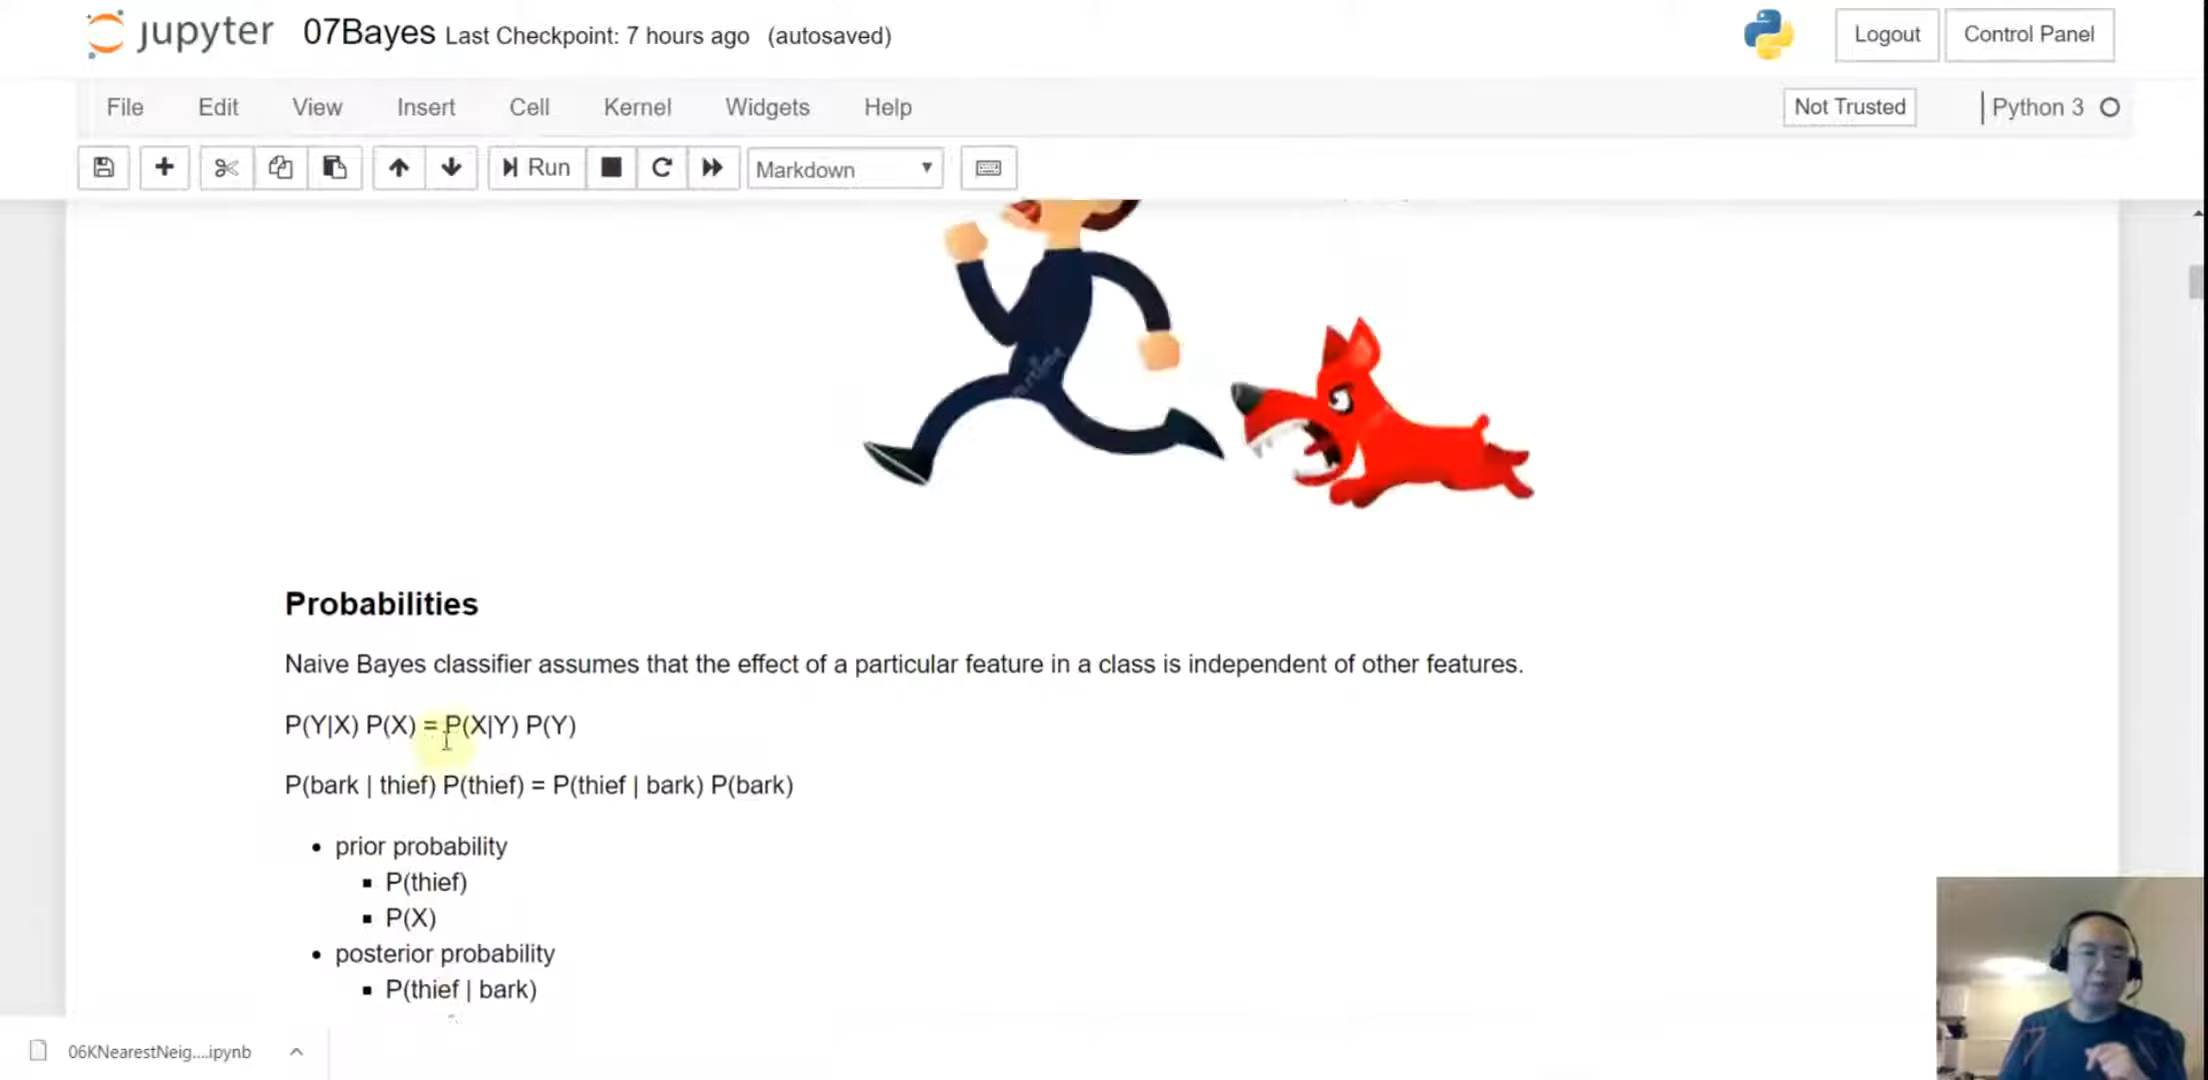 jupyter 07Bayes Last Checkpoint: 7 hours ago (autosaved)
Logout Control Panel
File Edit View Insert Cell Kernel Widgets Help
Not Trusted Python 3
Run Markdown
Probabilities
Naive Bayes classifier assumes that the effect of a particular feature in a class is independent of other features.
P(Y|X) P(X) = P(X|Y) P(Y)
P(bark | thief) P(thief) = P(thief | bark) P(bark)
• prior probability
▪ P(thief)
▪ P(X)
• posterior probability
▪ P(thief | bark)
06KNearestNeig....ipynb